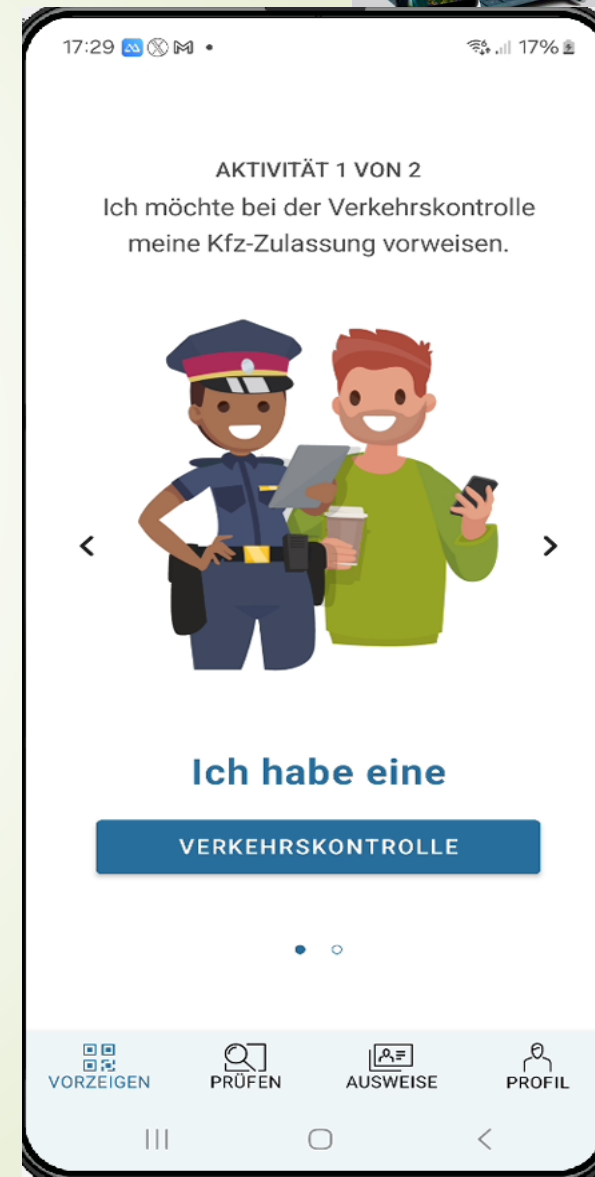 17:29
17%
AKTIVITÄT 1 VON 2
Ich möchte bei der Verkehrskontrolle
meine Kfz-Zulassung vorweisen.
Ich habe eine
VERKEHRSKONTROLLE
VORZEIGEN PRÜFEN AUSWEISE PROFIL